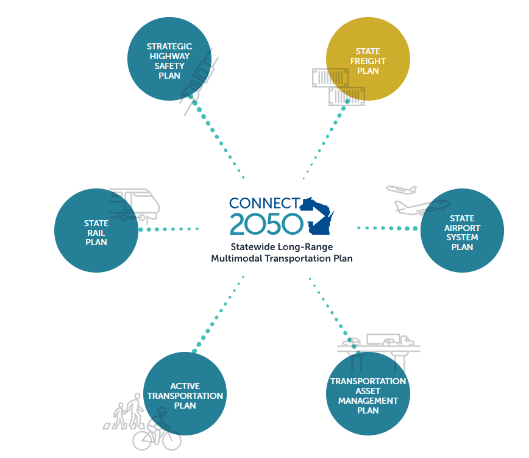 STRATEGIC
HIGHWAY
SAFETY
PLAN
STATE
FREIGHT
PLAN
STATE
RAIL
PLAN
CONNECT
2050
Statewide Long-Range
Multimodal Transportation Plan
STATE
AIRPORT
SYSTEM
PLAN
ACTIVE
TRANSPORTATION
PLAN
TRANSPORTATION
ASSET
MANAGEMENT
PLAN